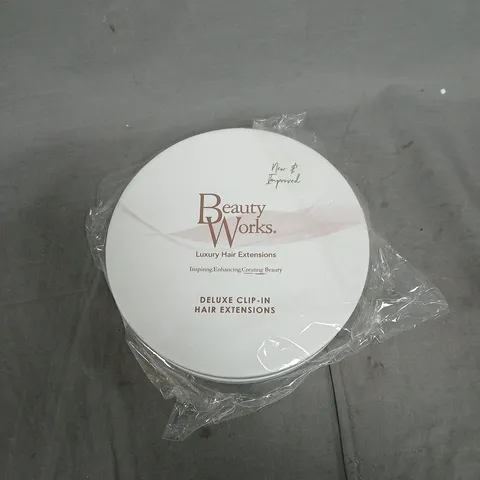 New &
Improved
Beauty
Works®
Luxury Hair Extensions
Inspiring.Enhancing.Creating Beauty
DELUXE CLIP-IN
HAIR EXTENSIONS